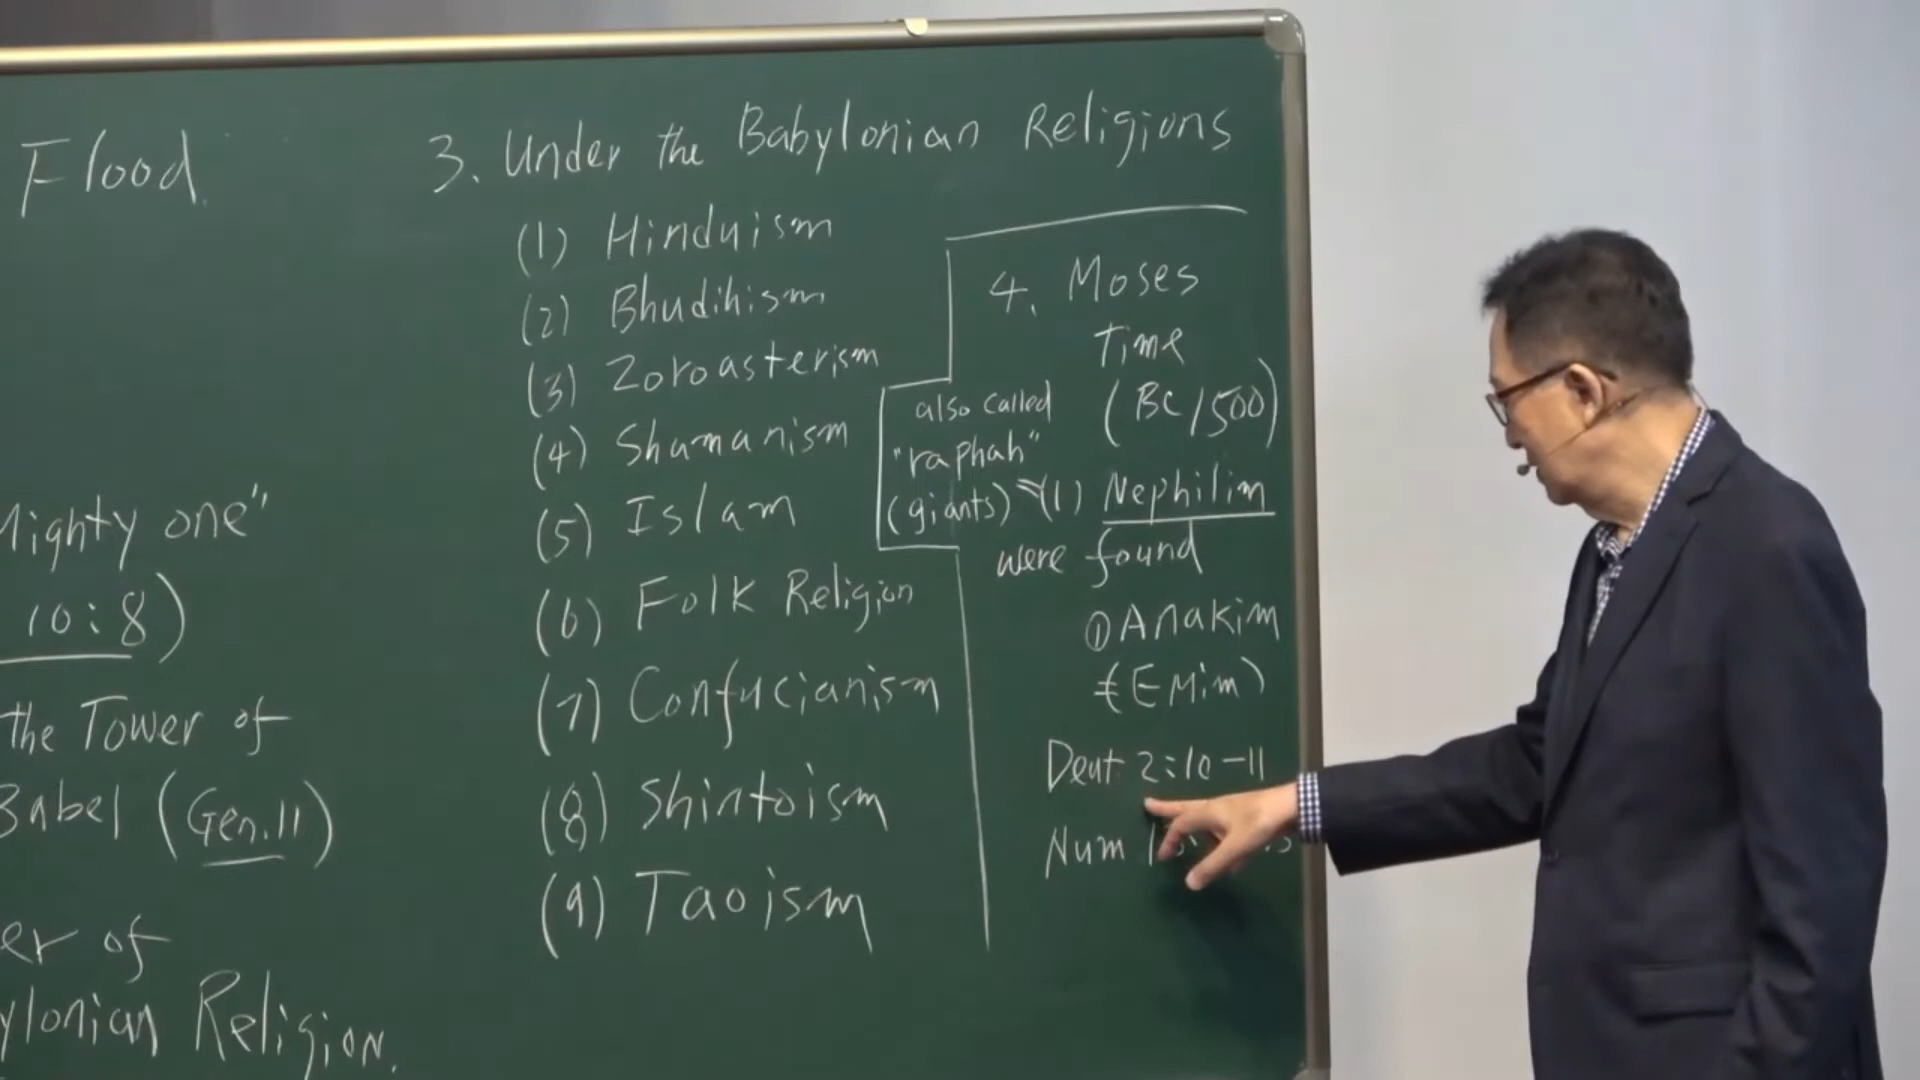 Flood.
Mighty one"
10:8)
the Tower of
Babel (Gen.11)
er of
ylonian Religion.
3. Under the Babylonian Religions
(1) Hinduism
(2) Bhudihism
(3) Zoroasterism
(4) Shamanism
(5) Islam
(6) Folk Religion
(7) Confucianism
(8) Shintoism
(9) Taoism
4. Moses
Time
(BC 1500)
also called
"raphah"
(giants) (1) Nephilim
were found
① Anakim
(Emim)
Deut 2:10-11
Num